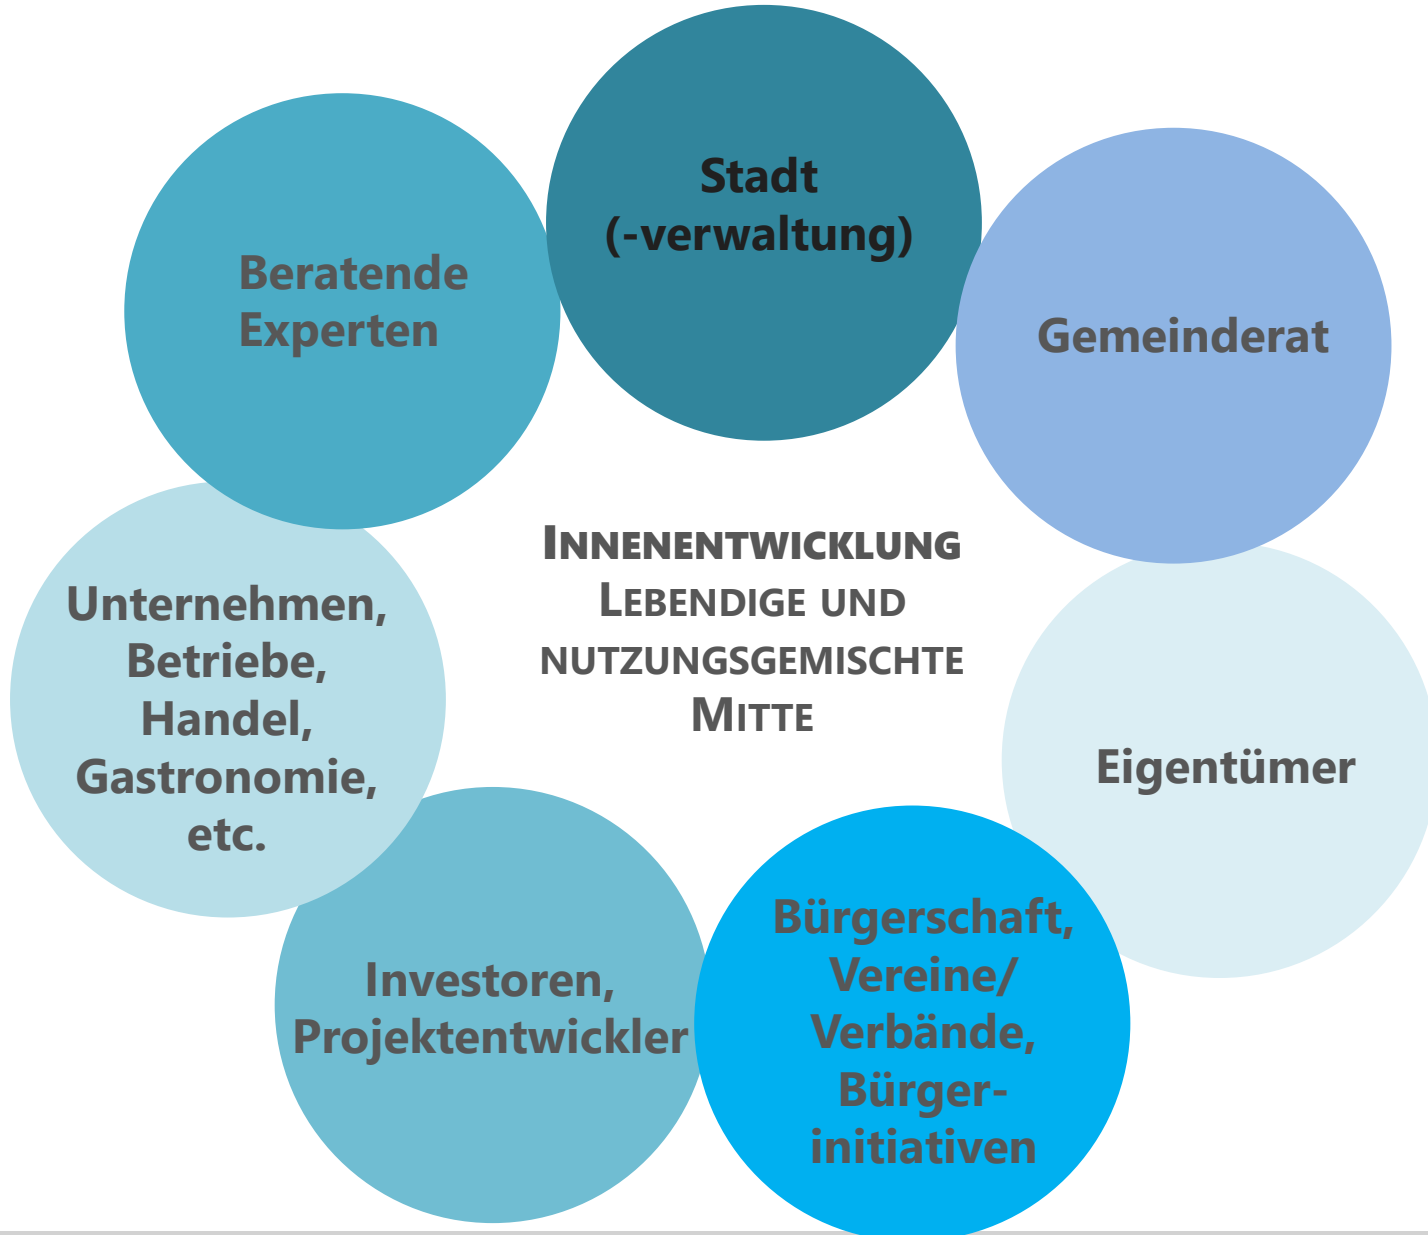 Stadt
(-verwaltung)
Beratende
Experten
Gemeinderat
INNENENTWICKLUNG
LEBENDIGE UND
NUTZUNGSGEMISCHTE
MITTE
Unternehmen,
Betriebe,
Handel,
Gastronomie,
etc.
Eigentümer
Investoren,
Projektentwickler
Bürgerschaft,
Vereine/
Verbände,
Bürger-
initiativen